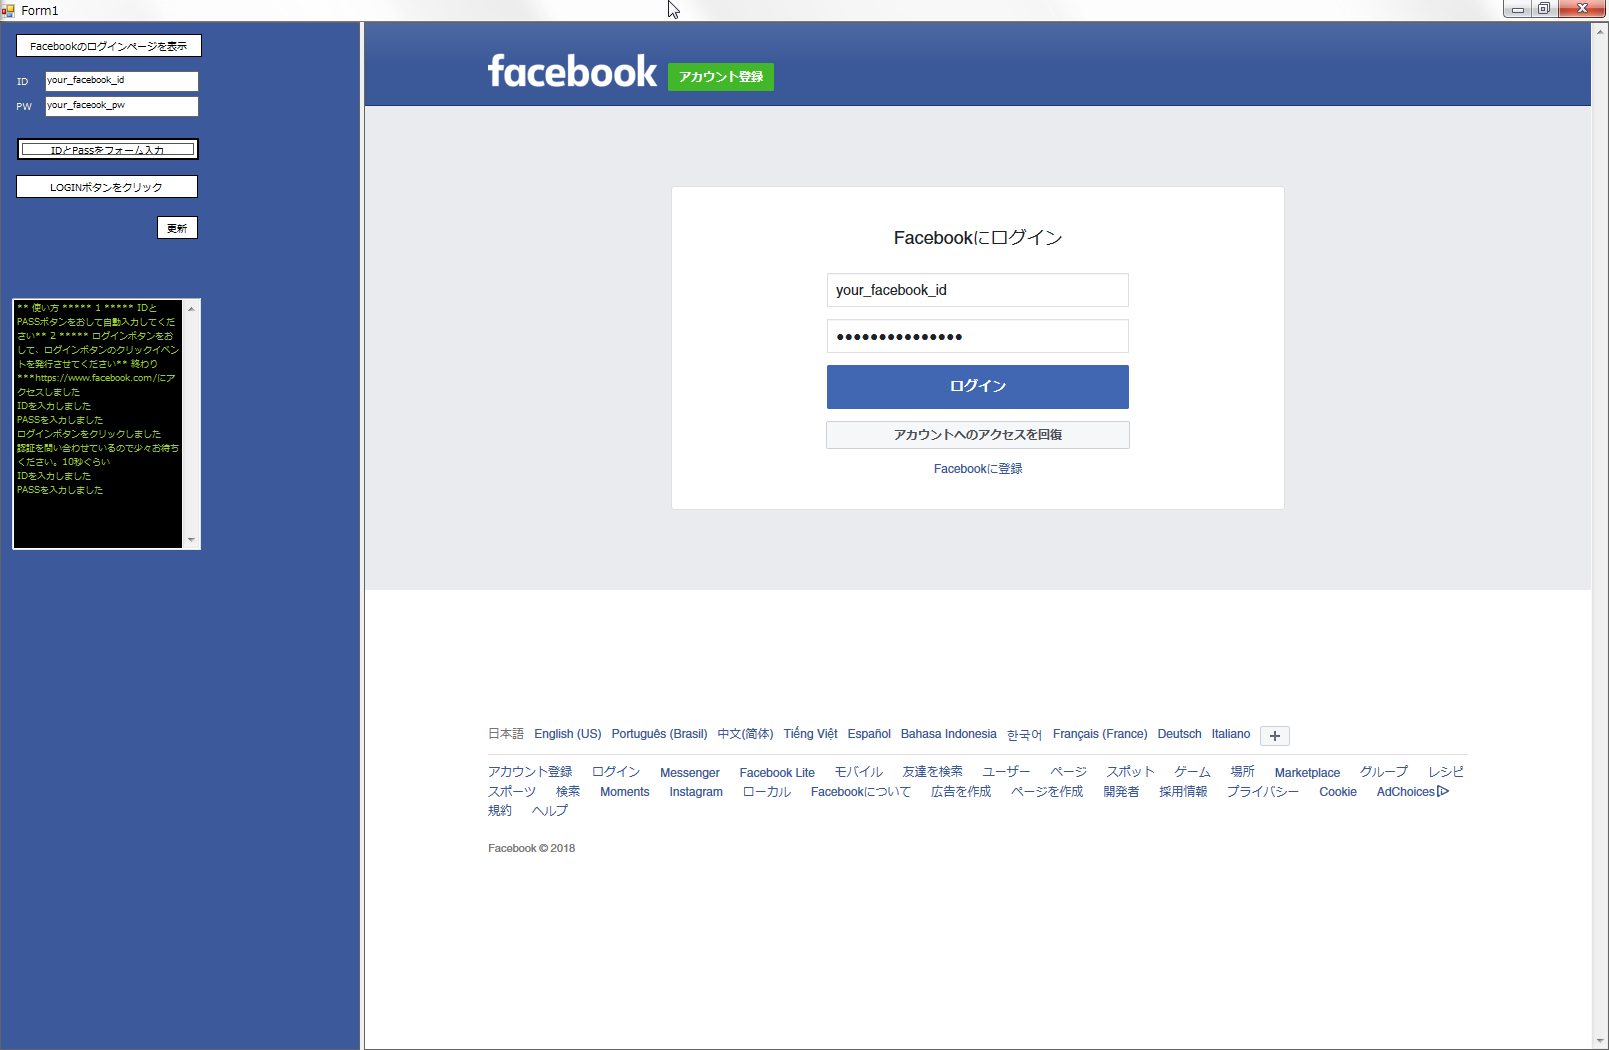 Form1
Facebookのログインページを表示
ID your_facebook_id
PW your_faceook_pw
IDとPassをフォーム入力
LOGINボタンをクリック
更新
** 使い方 ***** 1 ***** IDと
PASSボタンをおして自動入力してくだ
さい** 2 ***** ログインボタンをお
して、ログインボタンのクリックイベン
トを発行させてください** 終わり
***https://www.facebook.com/にア
クセスしました
IDを入力しました
PASSを入力しました
ログインボタンをクリックしました
認証を問い合わせているので少々お待ち
ください。10秒ぐらい
IDを入力しました
PASSを入力しました
facebook アカウント登録
Facebookにログイン
your_facebook_id
●●●●●●●●●●●●●●●
ログイン
アカウントへのアクセスを回復
Facebookに登録
日本語 English (US) Português (Brasil) 中文(简体) Tiếng Việt Español Bahasa Indonesia 한국어 Français (France) Deutsch Italiano +
アカウント登録 ログイン Messenger Facebook Lite モバイル 友達を検索 ユーザー ページ スポット ゲーム 場所 Marketplace グループ レシピ
スポーツ 検索 Moments Instagram ローカル Facebookについて 広告を作成 ページを作成 開発者 採用情報 プライバシー Cookie AdChoices
規約 ヘルプ
Facebook © 2018